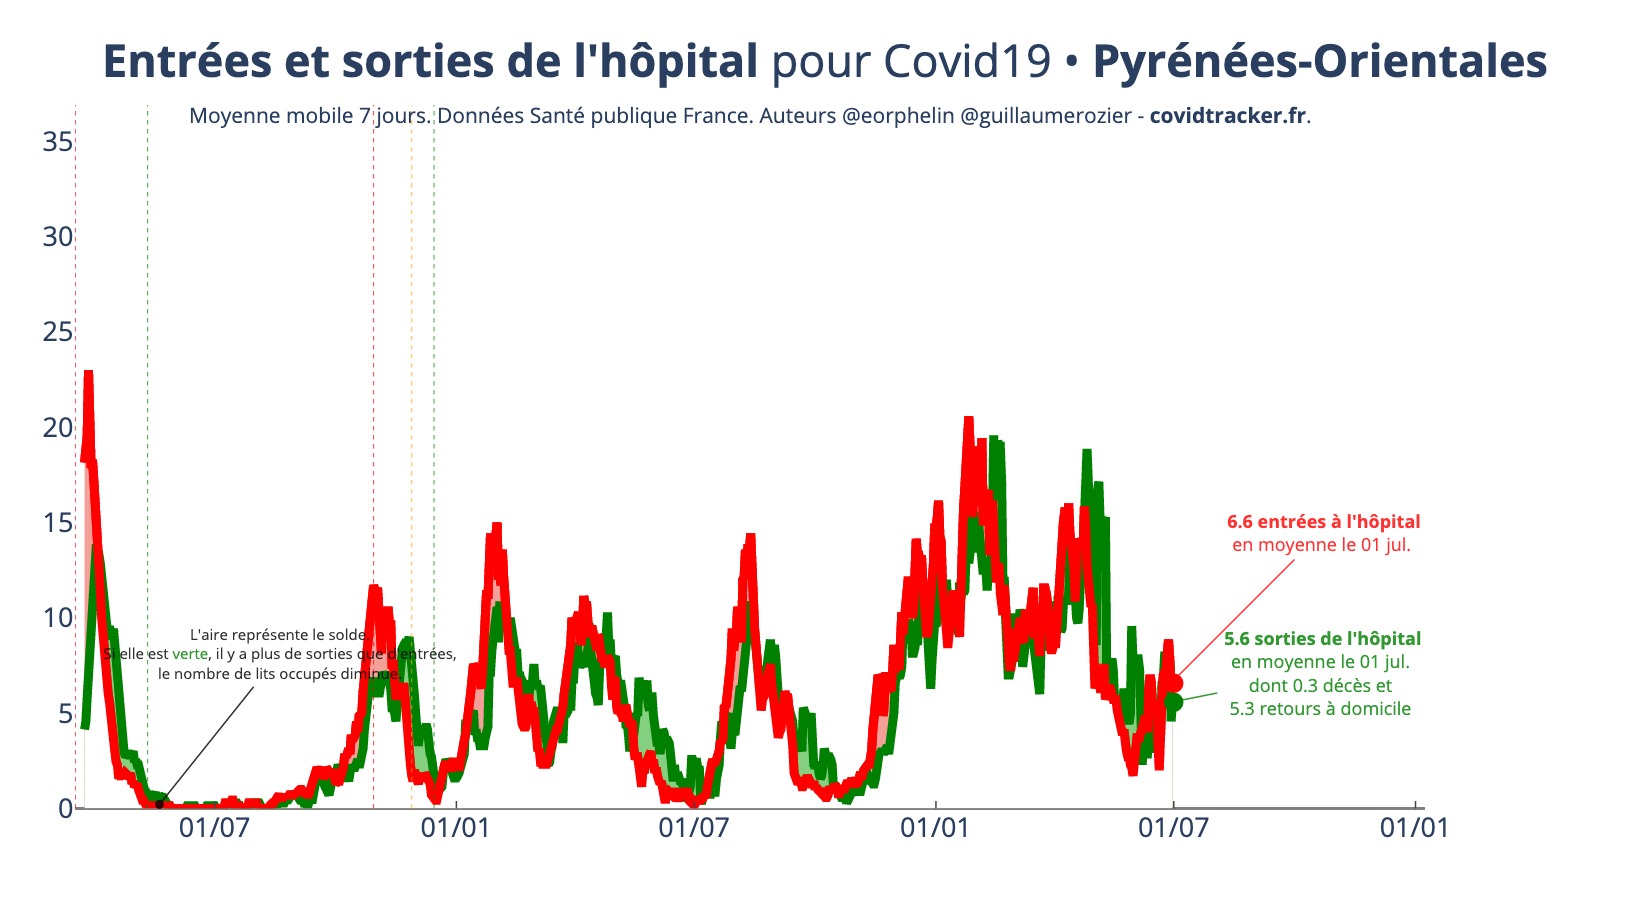 Entrées et sorties de l'hôpital pour Covid19 • Pyrénées-Orientales
Moyenne mobile 7 jours. Données Santé publique France. Auteurs @eorphelin @guillaumerozier - covidtracker.fr.
35
30
25
20
15
10
5
0
L'aire représente le solde.
Si elle est verte, il y a plus de sorties que d'entrées,
le nombre de lits occupés diminue.
6.6 entrées à l'hôpital
en moyenne le 01 jul.
5.6 sorties de l'hôpital
en moyenne le 01 jul.
dont 0.3 décès et
5.3 retours à domicile
01/07
01/01
01/07
01/01
01/07
01/01